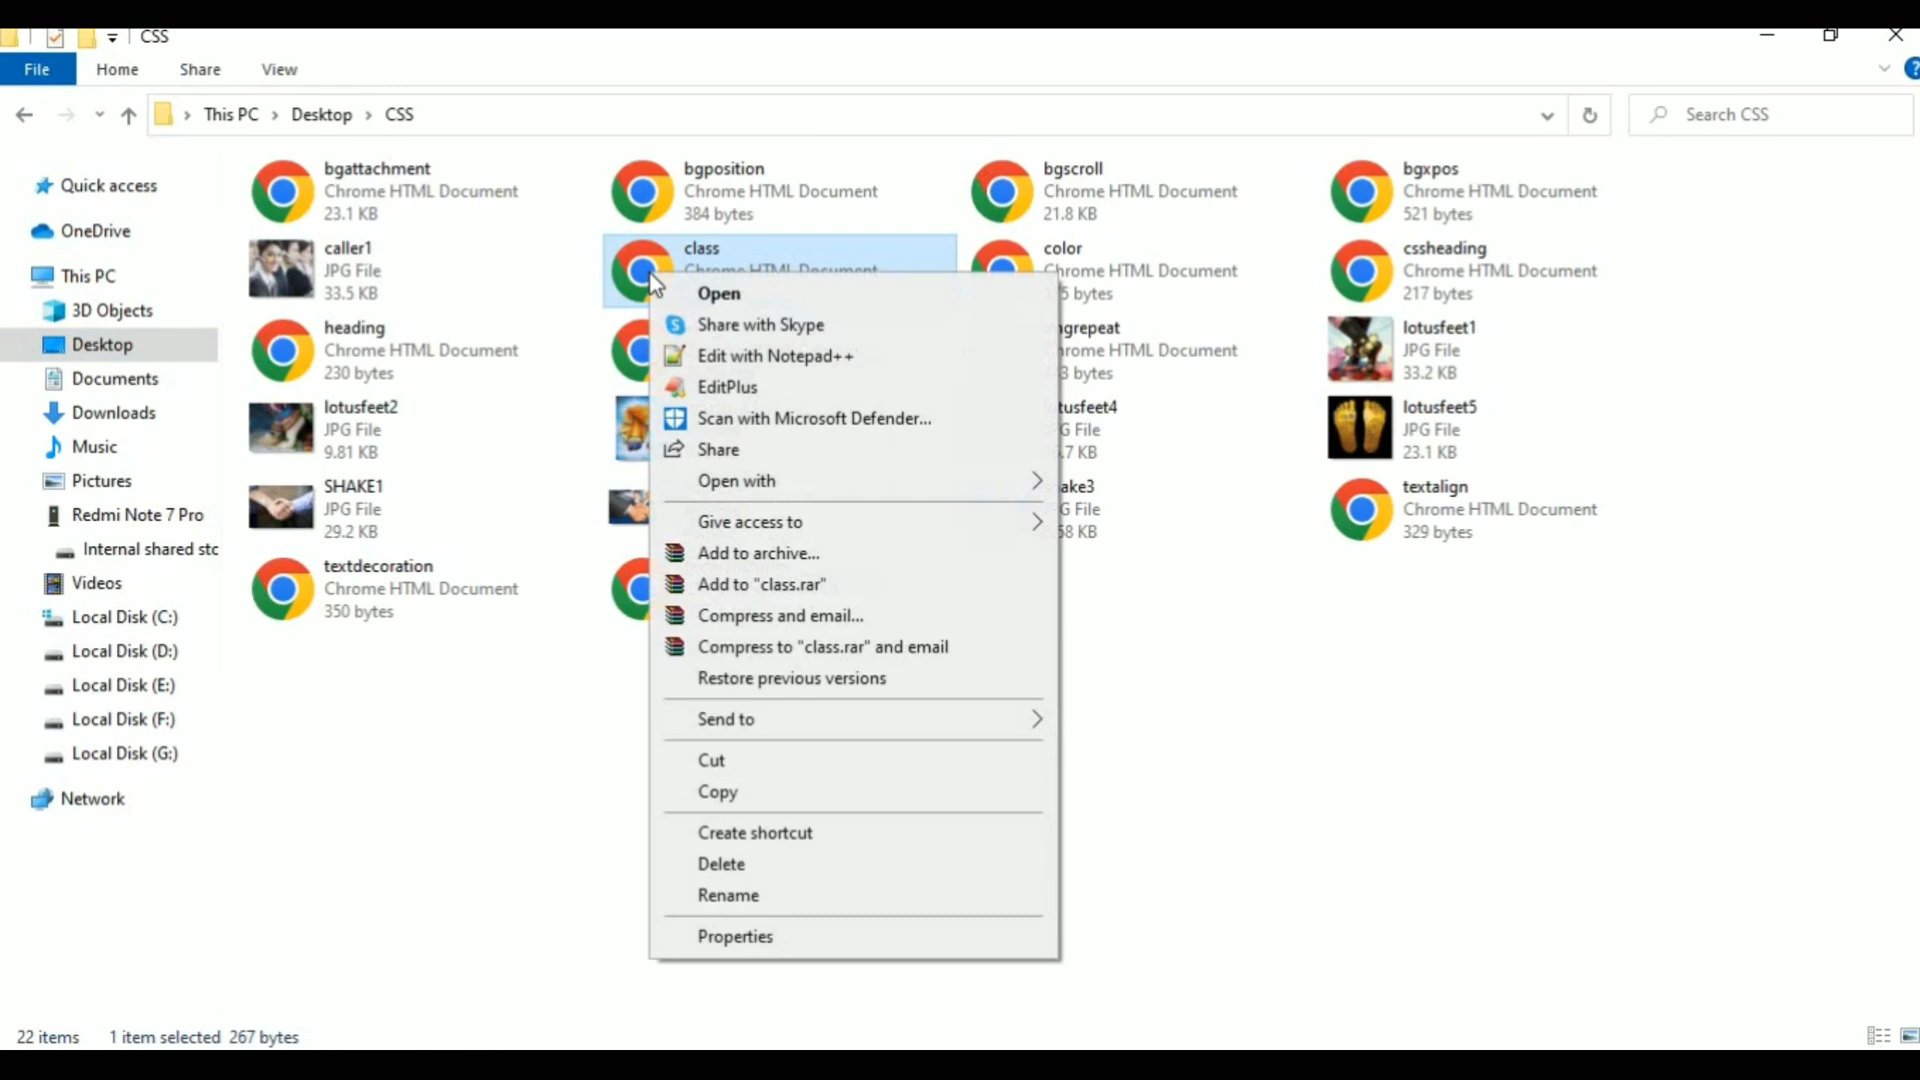 CSS
File Home Share View
This PC Desktop CSS
Search CSS
Quick access
OneDrive
This PC
3D Objects
Desktop
Documents
Downloads
Music
Pictures
Redmi Note 7 Pro
Internal shared stc
Videos
Local Disk (C:)
Local Disk (D:)
Local Disk (E:)
Local Disk (F:)
Local Disk (G:)
Network
bgattachment
Chrome HTML Document
23.1 KB
bgposition
Chrome HTML Document
384 bytes
bgscroll
Chrome HTML Document
21.8 KB
bgxpos
Chrome HTML Document
521 bytes
caller1
JPG File
33.5 KB
class
Chrome HTML Document
color
Chrome HTML Document
5 bytes
cssheading
Chrome HTML Document
217 bytes
heading
Chrome HTML Document
230 bytes
ngrepeat
hrome HTML Document
8 bytes
lotusfeet1
JPG File
33.2 KB
lotusfeet2
JPG File
9.81 KB
tusfeet4
G File
.7 KB
lotusfeet5
JPG File
23.1 KB
SHAKE1
JPG File
29.2 KB
ake3
G File
58 KB
textalign
Chrome HTML Document
329 bytes
textdecoration
Chrome HTML Document
350 bytes
Open
Share with Skype
Edit with Notepad++
EditPlus
Scan with Microsoft Defender...
Share
Open with
Give access to
Add to archive...
Add to "class.rar"
Compress and email...
Compress to "class.rar" and email
Restore previous versions
Send to
Cut
Copy
Create shortcut
Delete
Rename
Properties
22 items 1 item selected 267 bytes